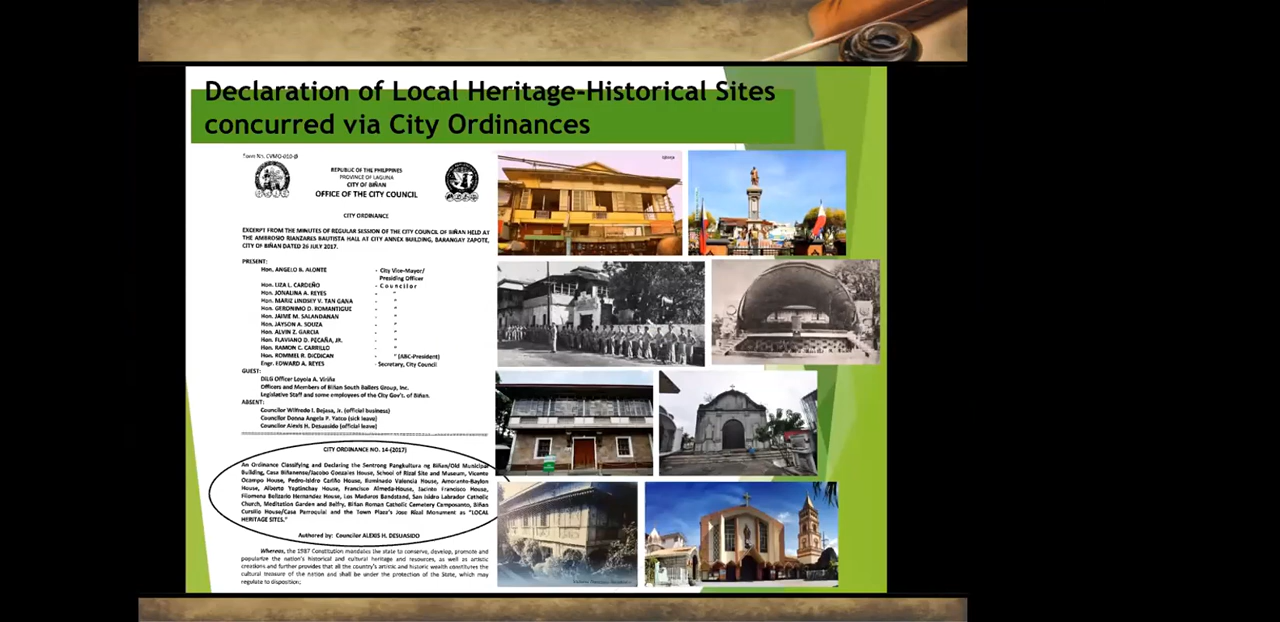 Declaration of Local Heritage-Historical Sites
concurred via City Ordinances
Form No. CVMO-010-Ø
REPUBLIC OF THE PHILIPPINES
PROVINCE OF LAGUNA
CITY OF BIÑAN
OFFICE OF THE CITY COUNCIL
CITY ORDINANCE
EXCERPT FROM THE MINUTES OF REGULAR SESSION OF THE CITY COUNCIL OF BIÑAN HELD AT
THE AMBROSIO RIANZARES BAUTISTA HALL AT CITY ANNEX BUILDING, BARANGAY ZAPOTE,
CITY OF BIÑAN DATED 26 JULY 2017.
PRESENT:
Hon. ANGELO B. ALONTE - City Vice-Mayor/
Presiding Officer
Hon. LIZA L. CARDEÑO - Councilor
Hon. JONALINA A. REYES - "
Hon. MARIZ LINDSEY V. TAN GANA - "
Hon. GERONIMO D. ROMANTIGUE - "
Hon. JAIME M. SALANDANAN - "
Hon. JAYSON A. SOUZA - "
Hon. ALVIN Z. GARCIA - "
Hon. FLAVIANO D. PECAÑA, JR. - "
Hon. RAMON C. CARRILLO - "
Hon. ROMMEL R. DICDICAN - " (ABC-President)
Engr. EDWARD A. REYES - Secretary, City Council
GUEST:
DILG Officer Loyola A. Viriña
Officers and Members of Biñan South Ballers Group, Inc.
Legislative Staff and some employees of the City Gov't. of Biñan.
ABSENT:
Councilor Wilfredo I. Bejasa, Jr. (official business)
Councilor Donna Angela P. Yatco (sick leave)
Councilor Alexis H. Desuasido (official leave)
CITY ORDINANCE NO. 14-(2017)
An Ordinance Classifying and Declaring the Sentrong Pangkultura ng Biñan/Old Municipal
Building, Casa Biñanense/Jacobo Gonzales House, School of Rizal Site and Museum, Vicente
Ocampo House, Pedro-Isidro Cariño House, Iluminado Valencia House, Amorante-Baylon
House, Alberto Yaptinchay House, Francisco Almeda-House, Jacinto Francisco House,
Filomena Belizario Hernandez House, Los Maduros Bandstand, San Isidro Labrador Catholic
Church, Meditation Garden and Belfry, Biñan Roman Catholic Cemetery Camposanto, Biñan
Cursillo House/Casa Parroquial and the Town Plaza's Jose Rizal Monument as "LOCAL
HERITAGE SITES."
Authored by: Councilor ALEXIS H. DESUASIDO
Whereas, the 1987 Constitution mandates the state to conserve, develop, promote and
popularize the nation's historical and cultural heritage and resources, as well as artistic
creations and further provides that all the country's artistic and historic wealth constitutes the
cultural treasure of the nation and shall be under the protection of the State, which may
regulate to disposition;